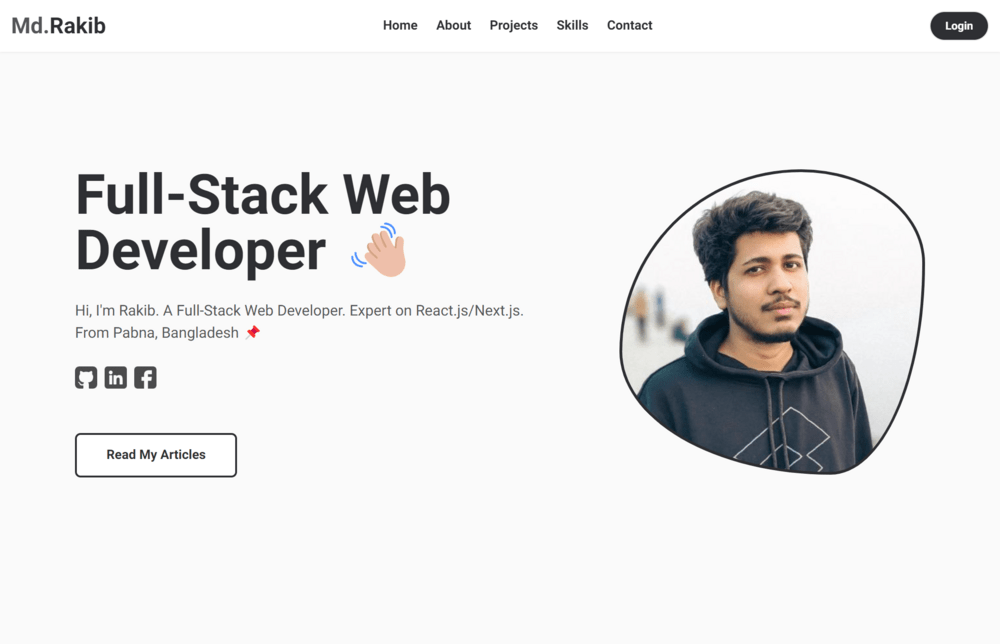 Md.Rakib
Home About Projects Skills Contact
Login
Full-Stack Web
Developer 👋🏼
Hi, I'm Rakib. A Full-Stack Web Developer. Expert on React.js/Next.js.
From Pabna, Bangladesh 📌
Read My Articles